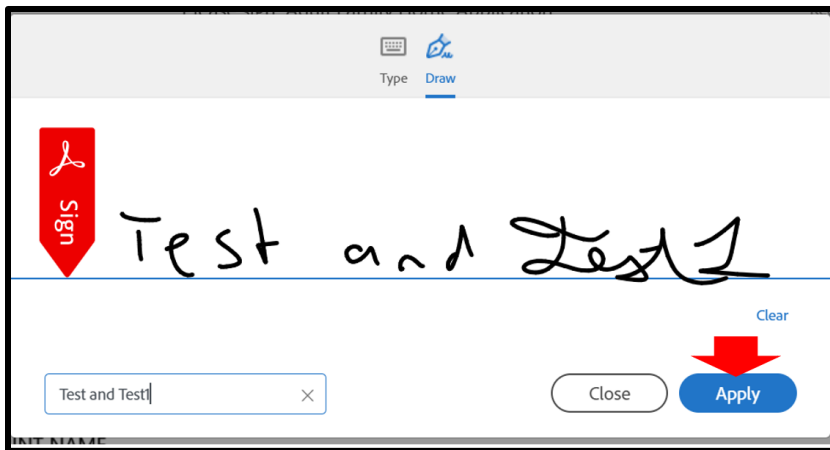 Type Draw
Sign
Test and Test1
Clear
Test and Test1
Close Apply